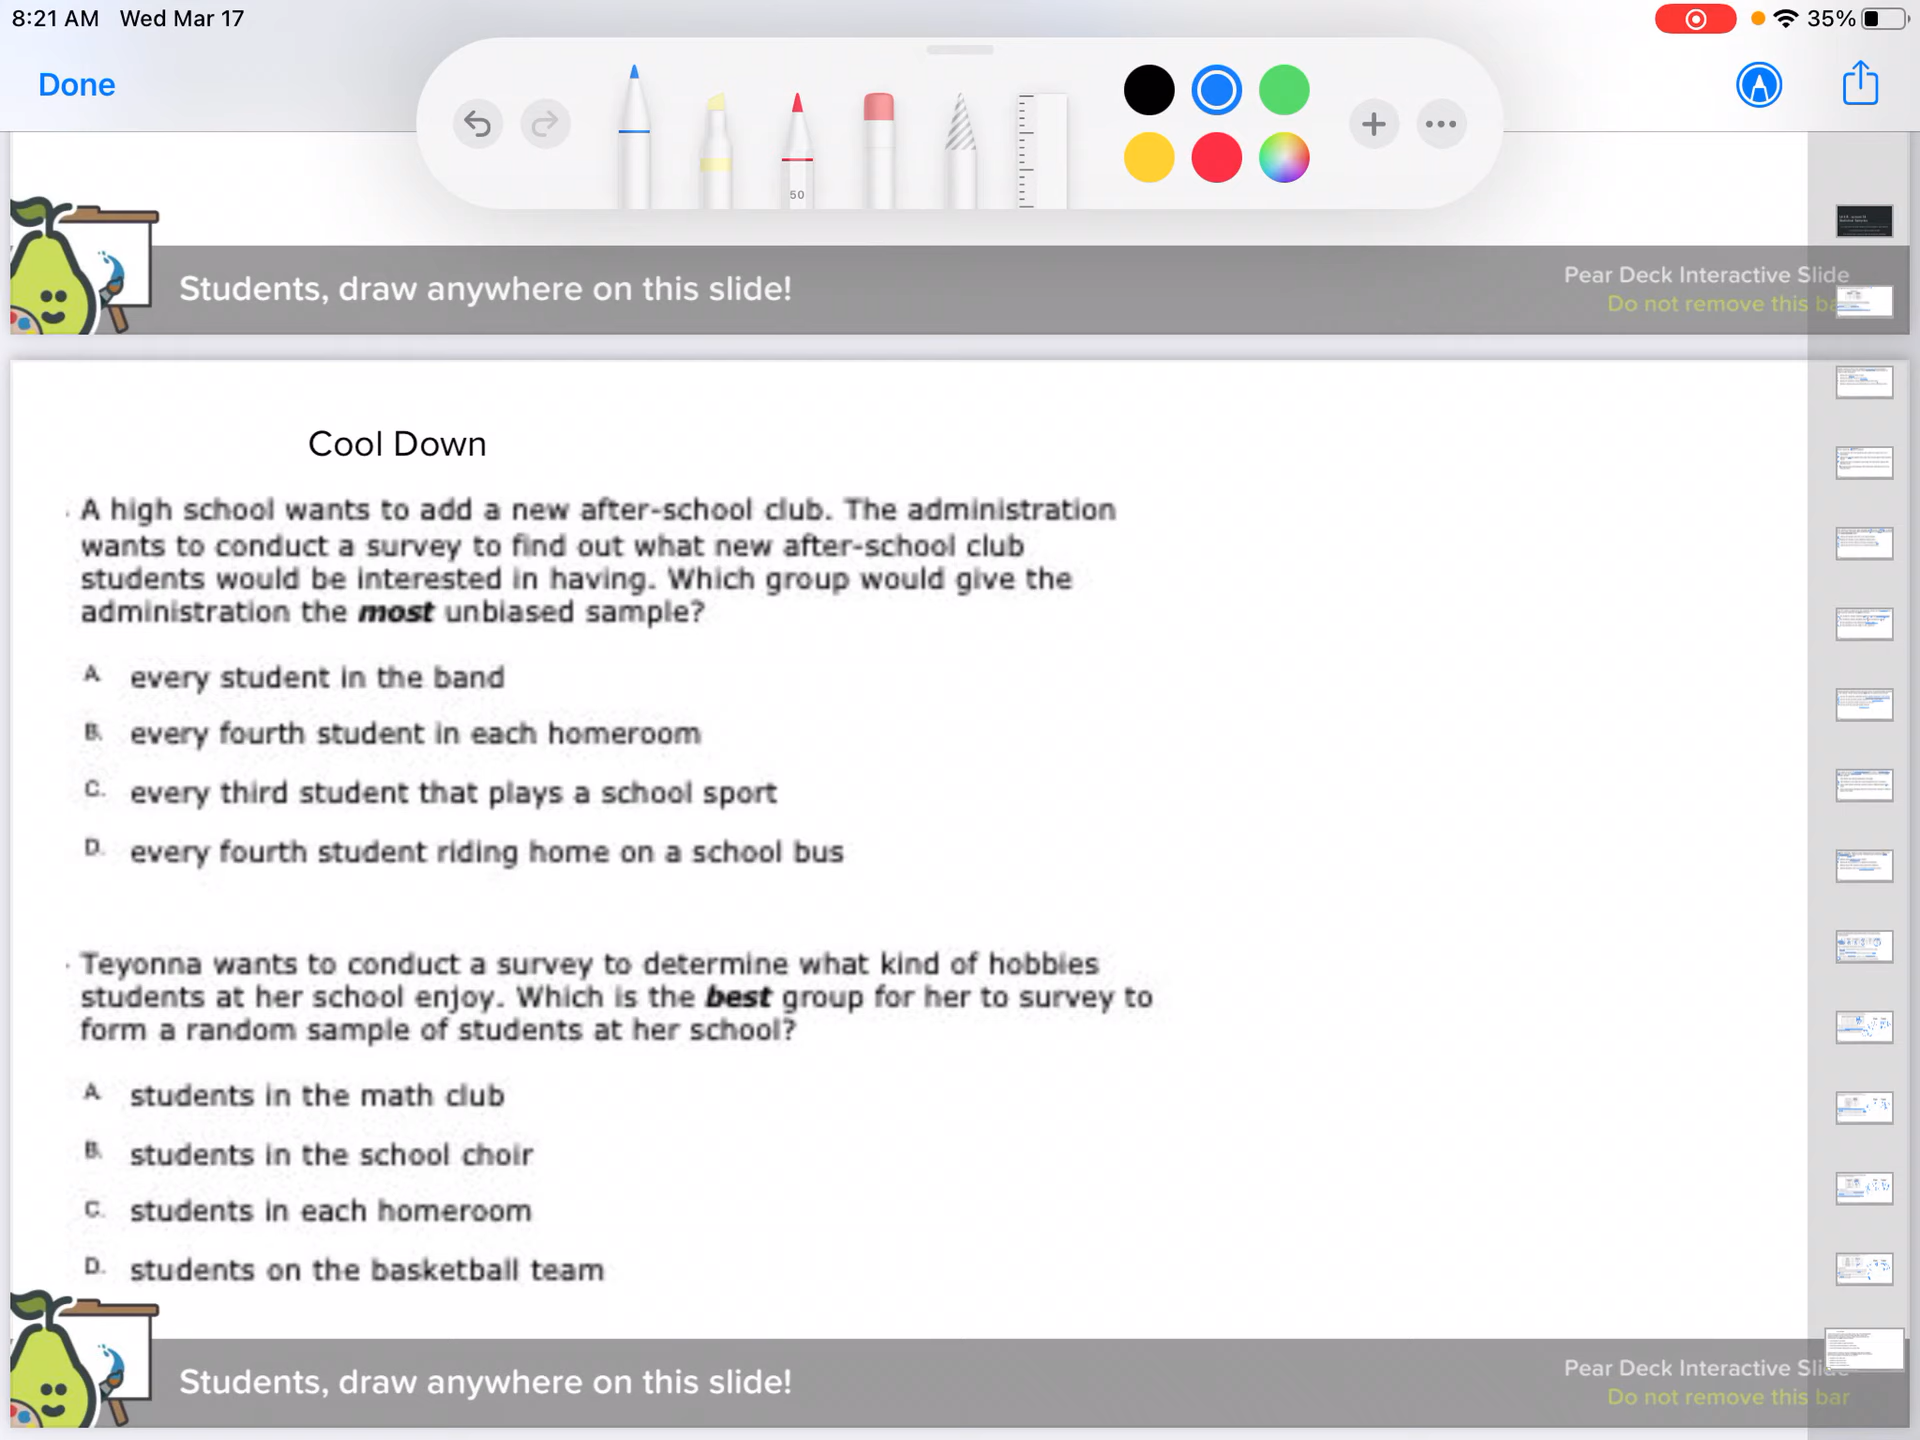 8:21 AM Wed Mar 17
35%
Done
50
Students, draw anywhere on this slide!
Pear Deck Interactive Slide
Do not remove this
Cool Down
A high school wants to add a new after-school club. The administration
wants to conduct a survey to find out what new after-school club
students would be interested in having. Which group would give the
administration the most unbiased sample?
A. every student in the band
B. every fourth student in each homeroom
C. every third student that plays a school sport
D. every fourth student riding home on a school bus
Teyonna wants to conduct a survey to determine what kind of hobbies
students at her school enjoy. Which is the best group for her to survey to
form a random sample of students at her school?
A. students in the math club
B. students in the school choir
C. students in each homeroom
D. students on the basketball team
Students, draw anywhere on this slide!
Pear Deck Interactive Slide
Do not remove this bar